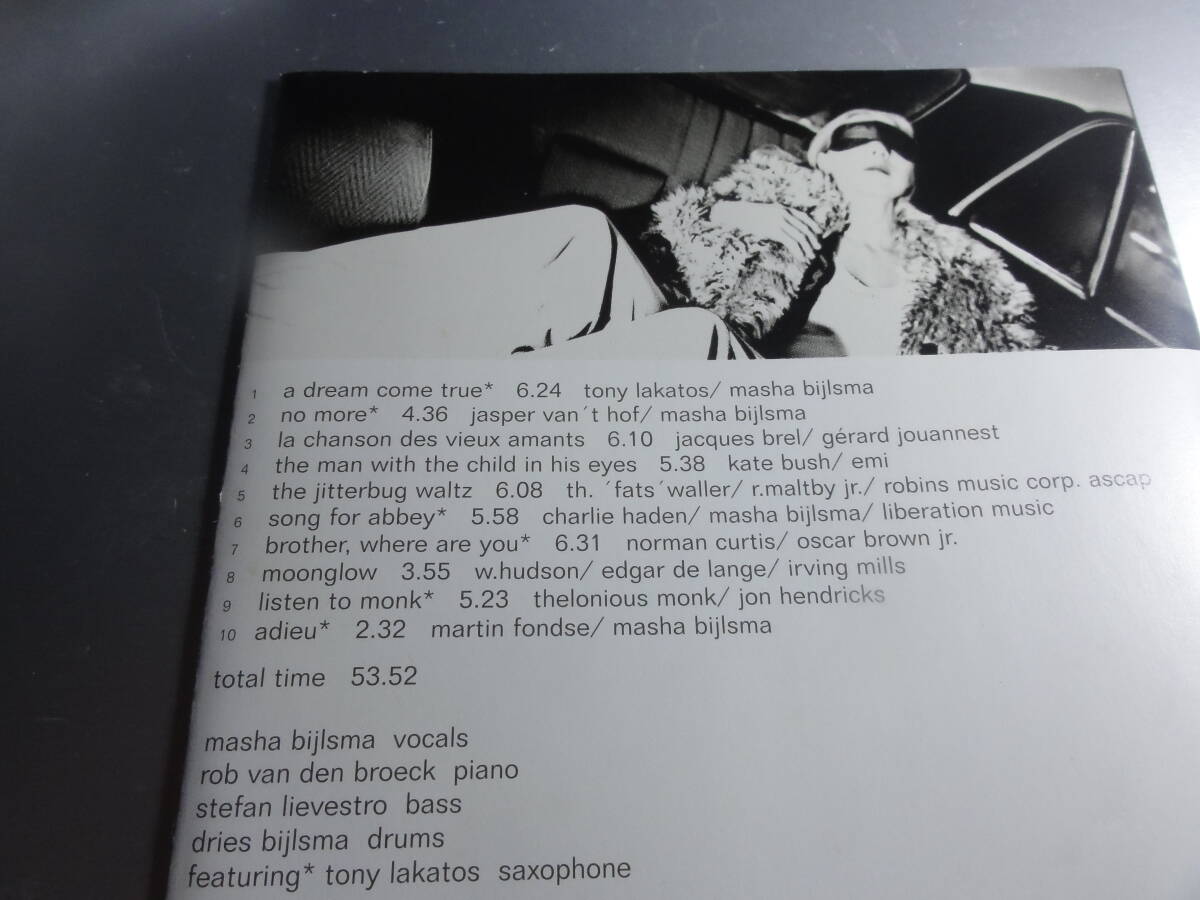 1 a dream come true* 6.24 tony lakatos/ masha bijlsma
2 no more* 4.36 jasper van´t hof/ masha bijlsma
3 la chanson des vieux amants 6.10 jacques brel/ gérard jouannest
4 the man with the child in his eyes 5.38 kate bush/ emi
5 the jitterbug waltz 6.08 th. ´fats´waller/ r.maltby jr./ robins music corp. ascap
6 song for abbey* 5.58 charlie haden/ masha bijlsma/ liberation music
7 brother, where are you* 6.31 norman curtis/ oscar brown jr.
8 moonglow 3.55 w.hudson/ edgar de lange/ irving mills
9 listen to monk* 5.23 thelonious monk/ jon hendricks
10 adieu* 2.32 martin fondse/ masha bijlsma
total time 53.52
masha bijlsma vocals
rob van den broeck piano
stefan lievestro bass
dries bijlsma drums
featuring* tony lakatos saxophone